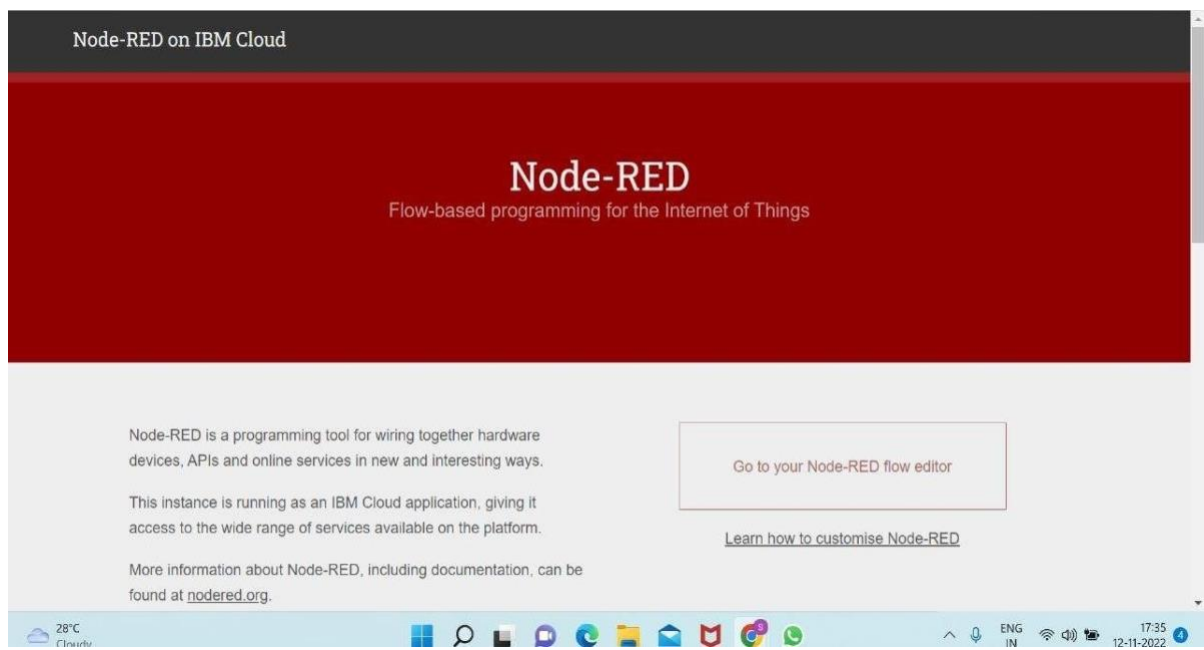 Node-RED on IBM Cloud
Node-RED
Flow-based programming for the Internet of Things
Node-RED is a programming tool for wiring together hardware
devices, APIs and online services in new and interesting ways.
This instance is running as an IBM Cloud application, giving it
access to the wide range of services available on the platform.
More information about Node-RED, including documentation, can be
found at nodered.org.
Go to your Node-RED flow editor
Learn how to customise Node-RED
28°C
Cloudy
S
ENG
IN
17:35
12-11-2022
4